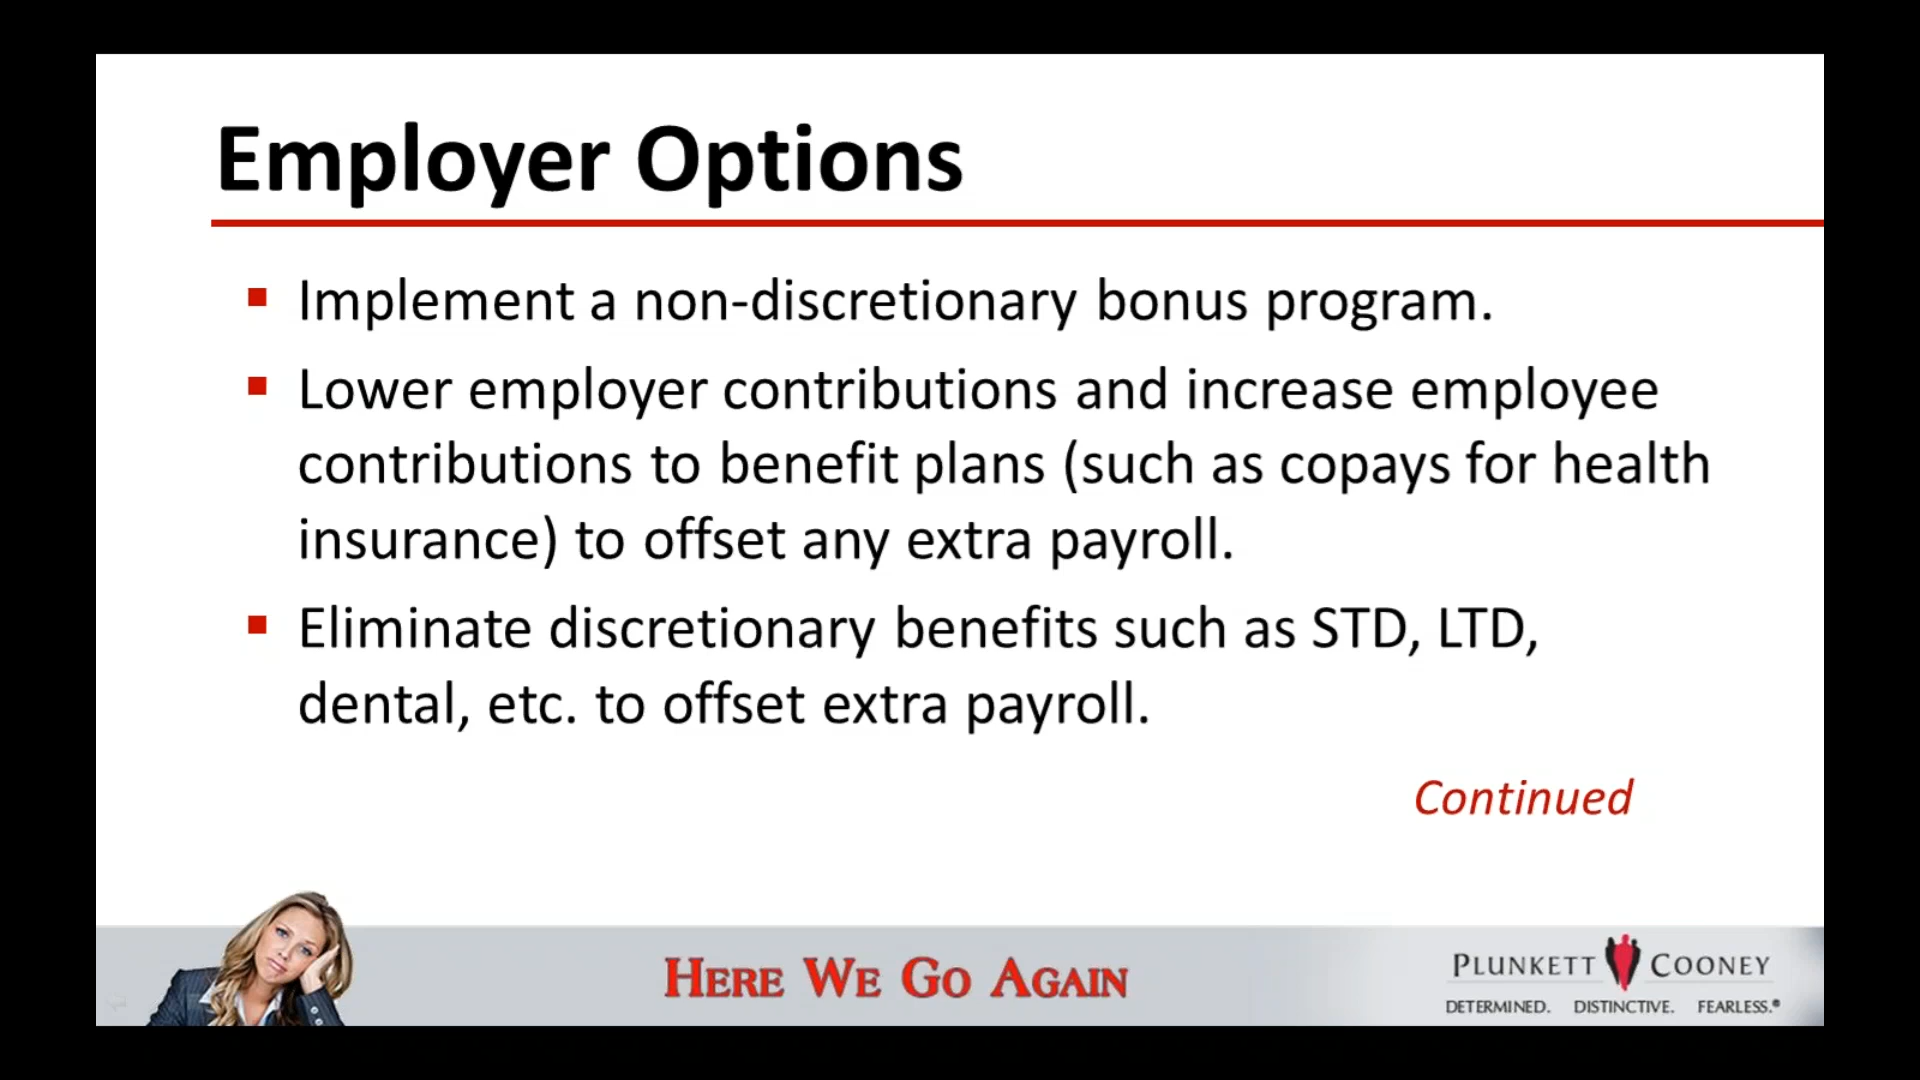 Employer Options
Implement a non-discretionary bonus program.
Lower employer contributions and increase employee
contributions to benefit plans (such as copays for health
insurance) to offset any extra payroll.
Eliminate discretionary benefits such as STD, LTD,
dental, etc. to offset extra payroll.
Continued
HERE WE GO AGAIN
PLUNKETT COONEY
DETERMINED. DISTINCTIVE. FEARLESS.®